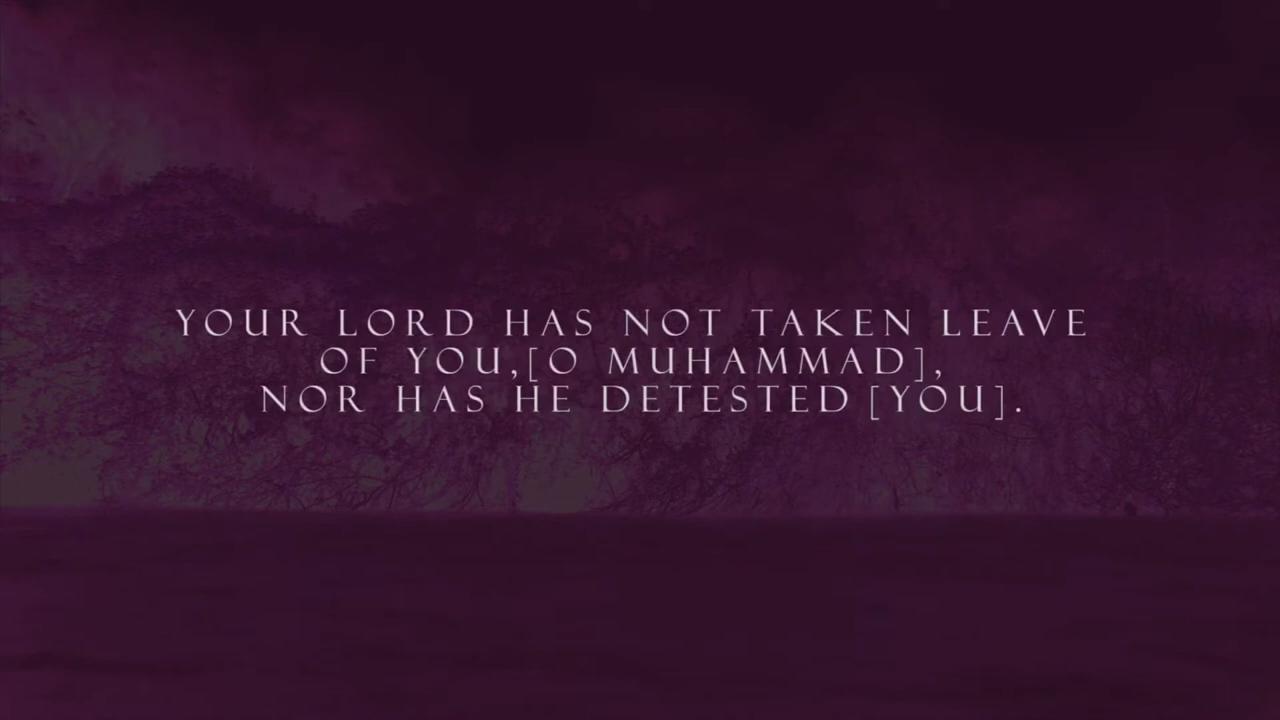 YOUR LORD HAS NOT TAKEN LEAVE
OF YOU,[O MUHAMMAD],
NOR HAS HE DETESTED [YOU].